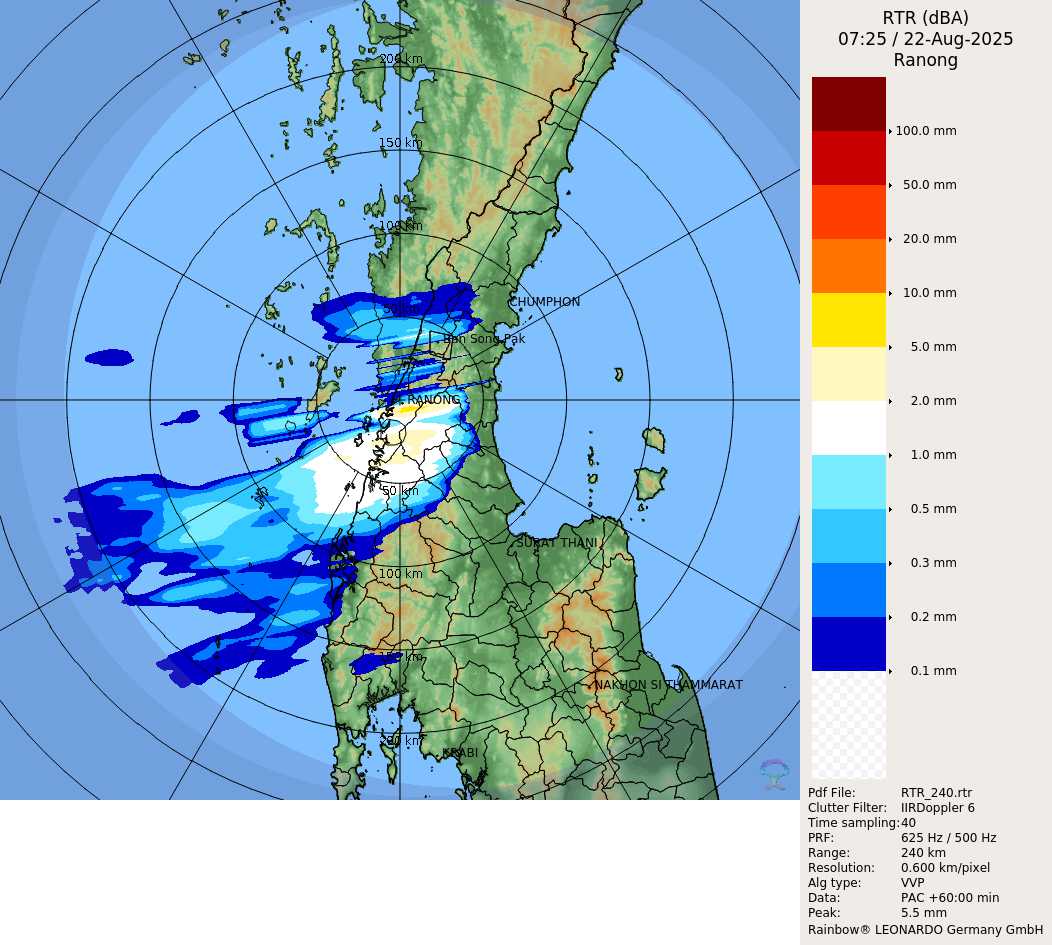 RTR (dBA)
07:25 / 22-Aug-2025
Ranong
200 km
150 km
100 km
50 km
CHUMPHON
Ban Song Pak
RANONG
50 km
SURAT THANI
100 km
150 km
NAKHON SI THAMMARAT
200 km
KRABI
100.0 mm
50.0 mm
20.0 mm
10.0 mm
5.0 mm
2.0 mm
1.0 mm
0.5 mm
0.3 mm
0.2 mm
0.1 mm
Pdf File: RTR_240.rtr
Clutter Filter: IIRDoppler 6
Time sampling:40
PRF: 625 Hz / 500 Hz
Range: 240 km
Resolution: 0.600 km/pixel
Alg type: VVP
Data: PAC +60:00 min
Peak: 5.5 mm
Rainbow® LEONARDO Germany GmbH